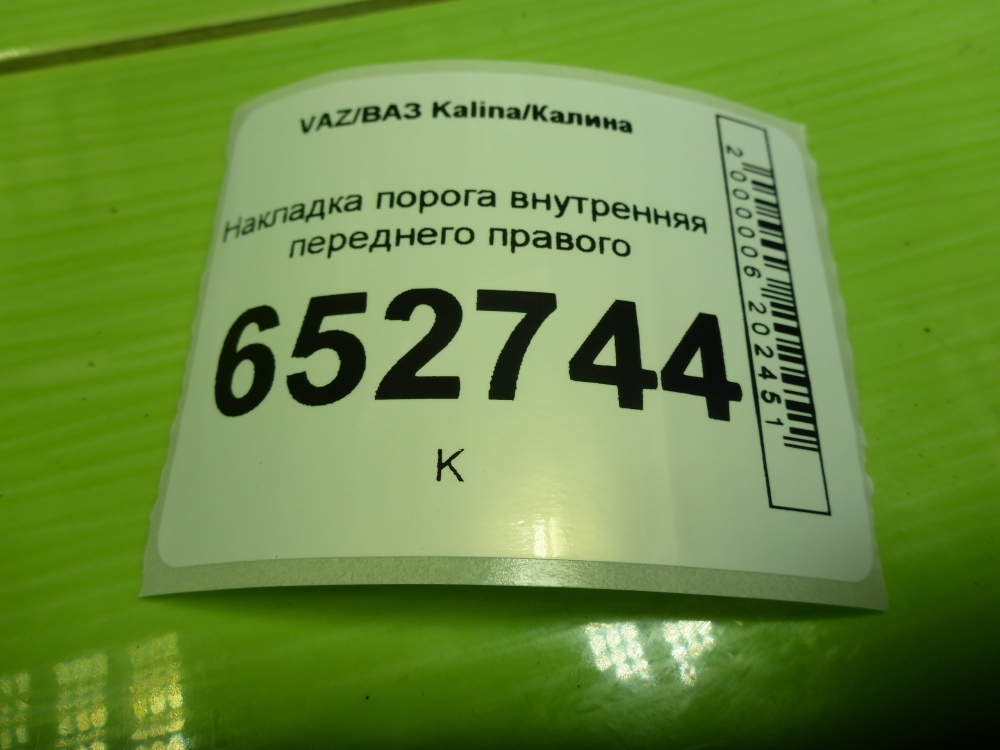 VAZ/ВАЗ Kalina/Калина
Накладка порога внутренняя
переднего правого
652744
К
2000006202451